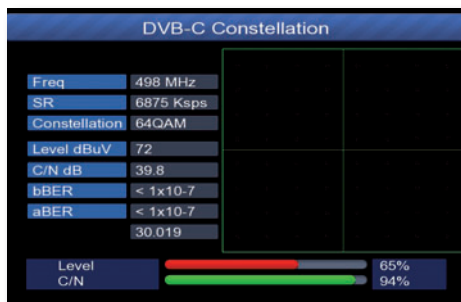 DVB-C Constellation
Freq 498 MHz
SR 6875 Ksps
Constellation 64QAM
Level dBuV 72
C/N dB 39.8
bBER < 1x10-7
aBER < 1x10-7
30.019
Level 65%
C/N 94%